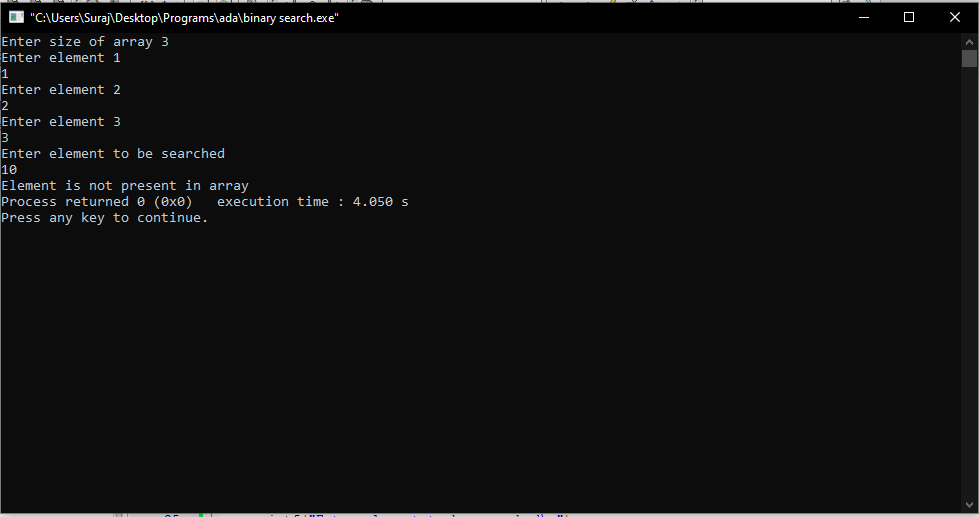 "C:\Users\Suraj\Desktop\Programs\ada\binary search.exe"
Enter size of array 3
Enter element 1
1
Enter element 2
2
Enter element 3
3
Enter element to be searched
10
Element is not present in array
Process returned 0 (0x0)   execution time : 4.050 s
Press any key to continue.